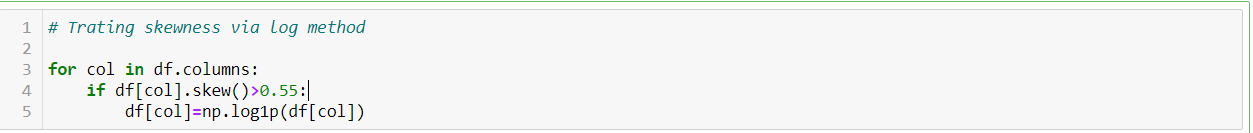 1 # Trating skewness via log method
2
3 for col in df.columns:
4     if df[col].skew()>0.55:
5         df[col]=np.log1p(df[col])